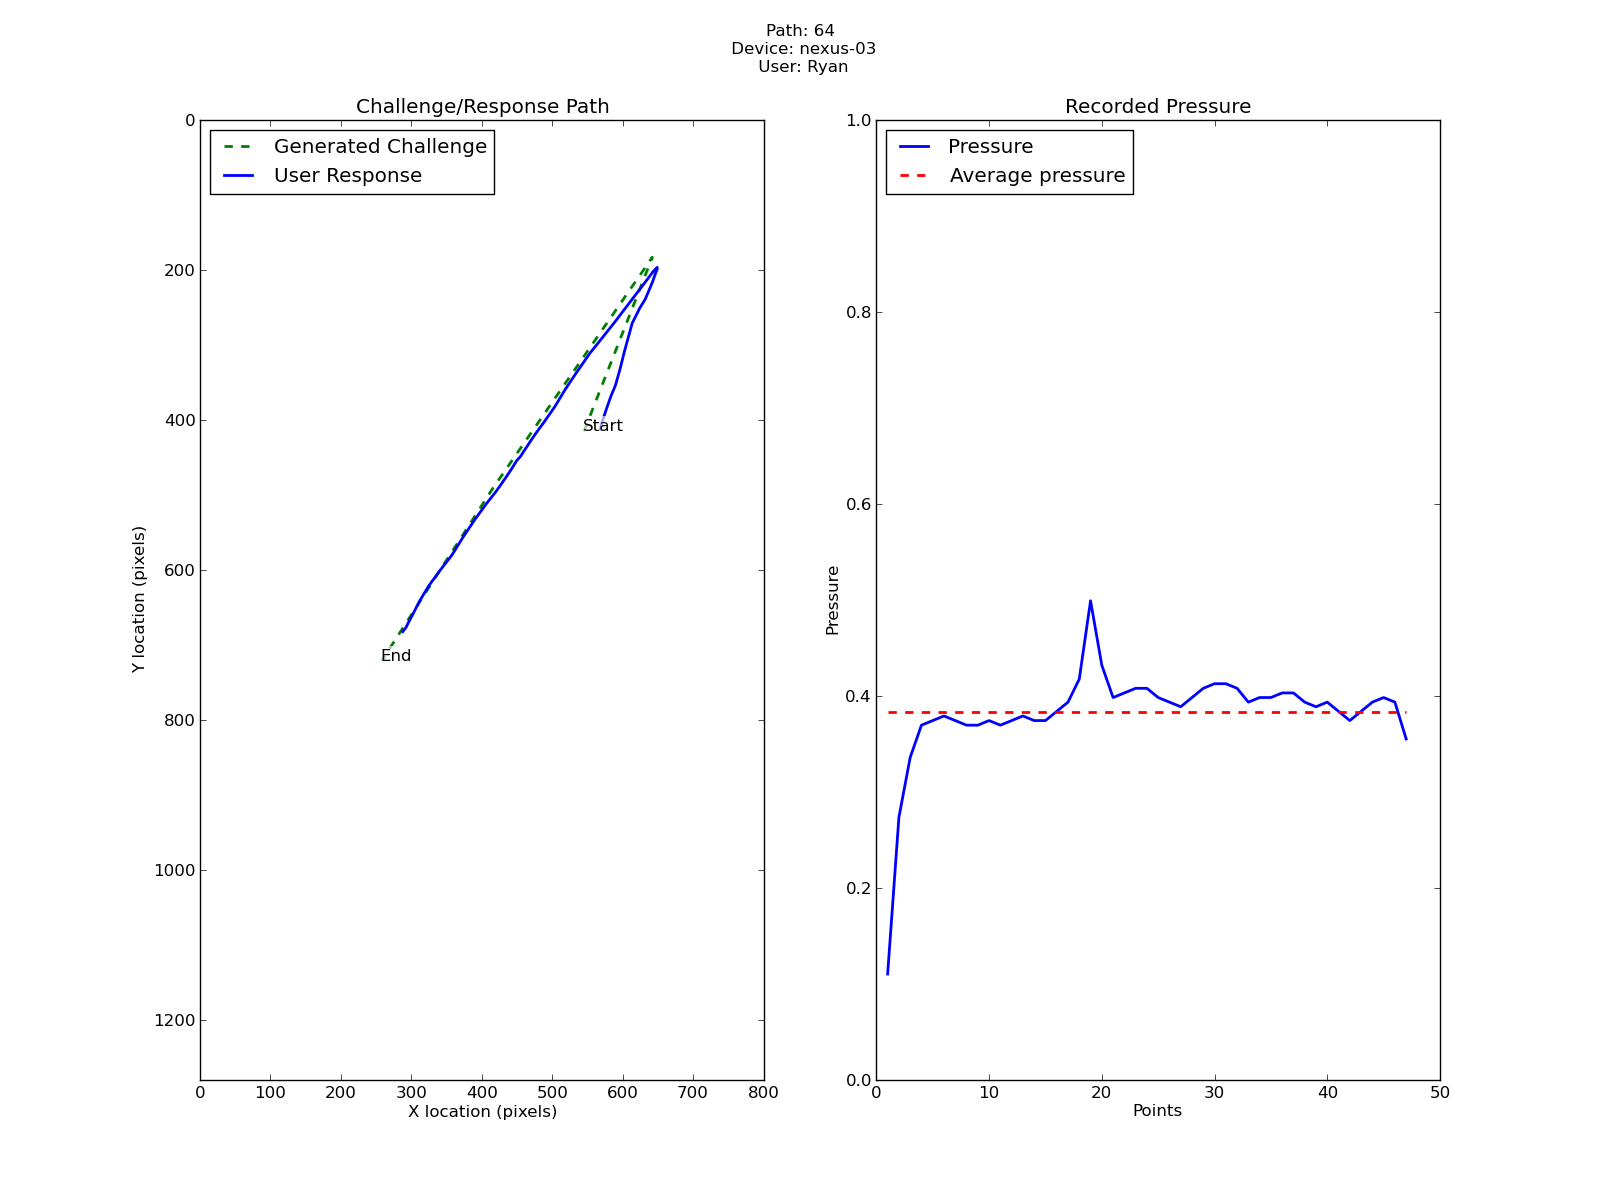 Path: 64
Device: nexus-03
User: Ryan
Challenge/Response Path
Generated Challenge
User Response
Start
End
0
200
400
600
800
1000
1200
Y location (pixels)
0 100 200 300 400 500 600 700 800
X location (pixels)
Recorded Pressure
Pressure
Average pressure
1.0
0.8
0.6
0.4
0.2
0.0
Pressure
0 10 20 30 40 50
Points